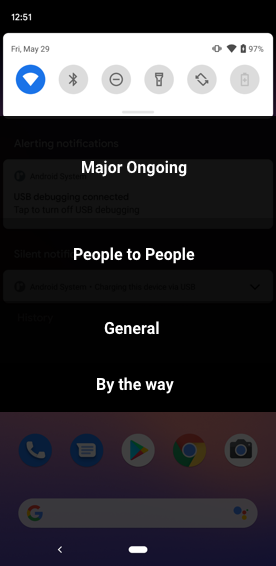 12:51
Fri, May 29
97%
Alerting notifications
Major Ongoing
Android System
USB debugging connected
Tap to turn off USB debugging
People to People
Silent notif
Android System • Charging this device via USB
History
General
By the way